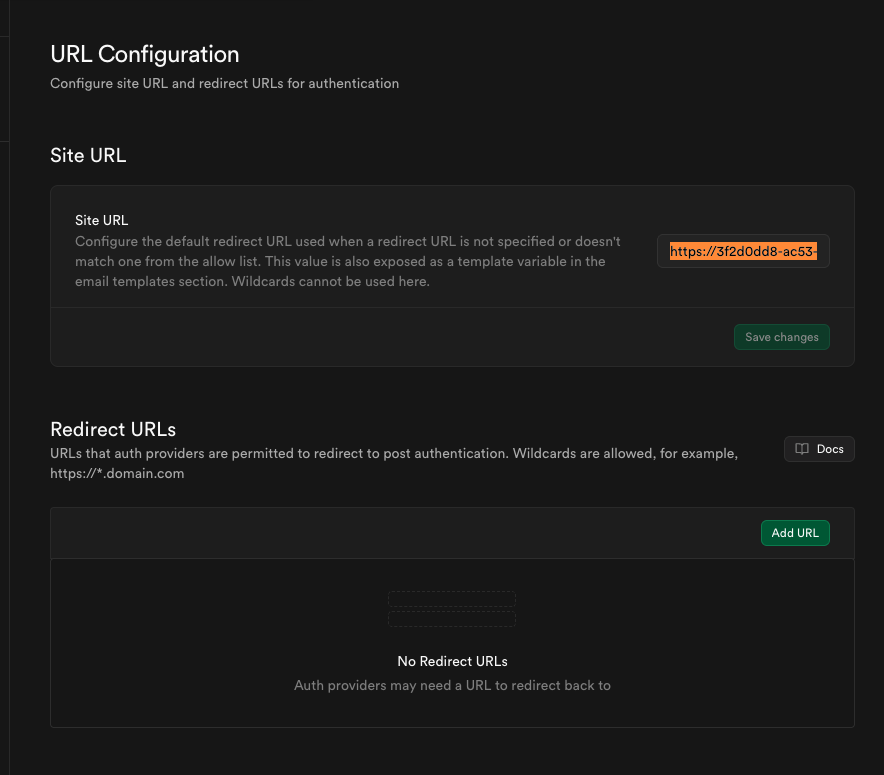 URL Configuration
Configure site URL and redirect URLs for authentication
Site URL
Site URL
Configure the default redirect URL used when a redirect URL is not specified or doesn't
match one from the allow list. This value is also exposed as a template variable in the
email templates section. Wildcards cannot be used here.
https://3f2d0dd8-ac53-
Save changes
Redirect URLs
URLs that auth providers are permitted to redirect to post authentication. Wildcards are allowed, for example,
https://*.domain.com
Docs
Add URL
No Redirect URLs
Auth providers may need a URL to redirect back to